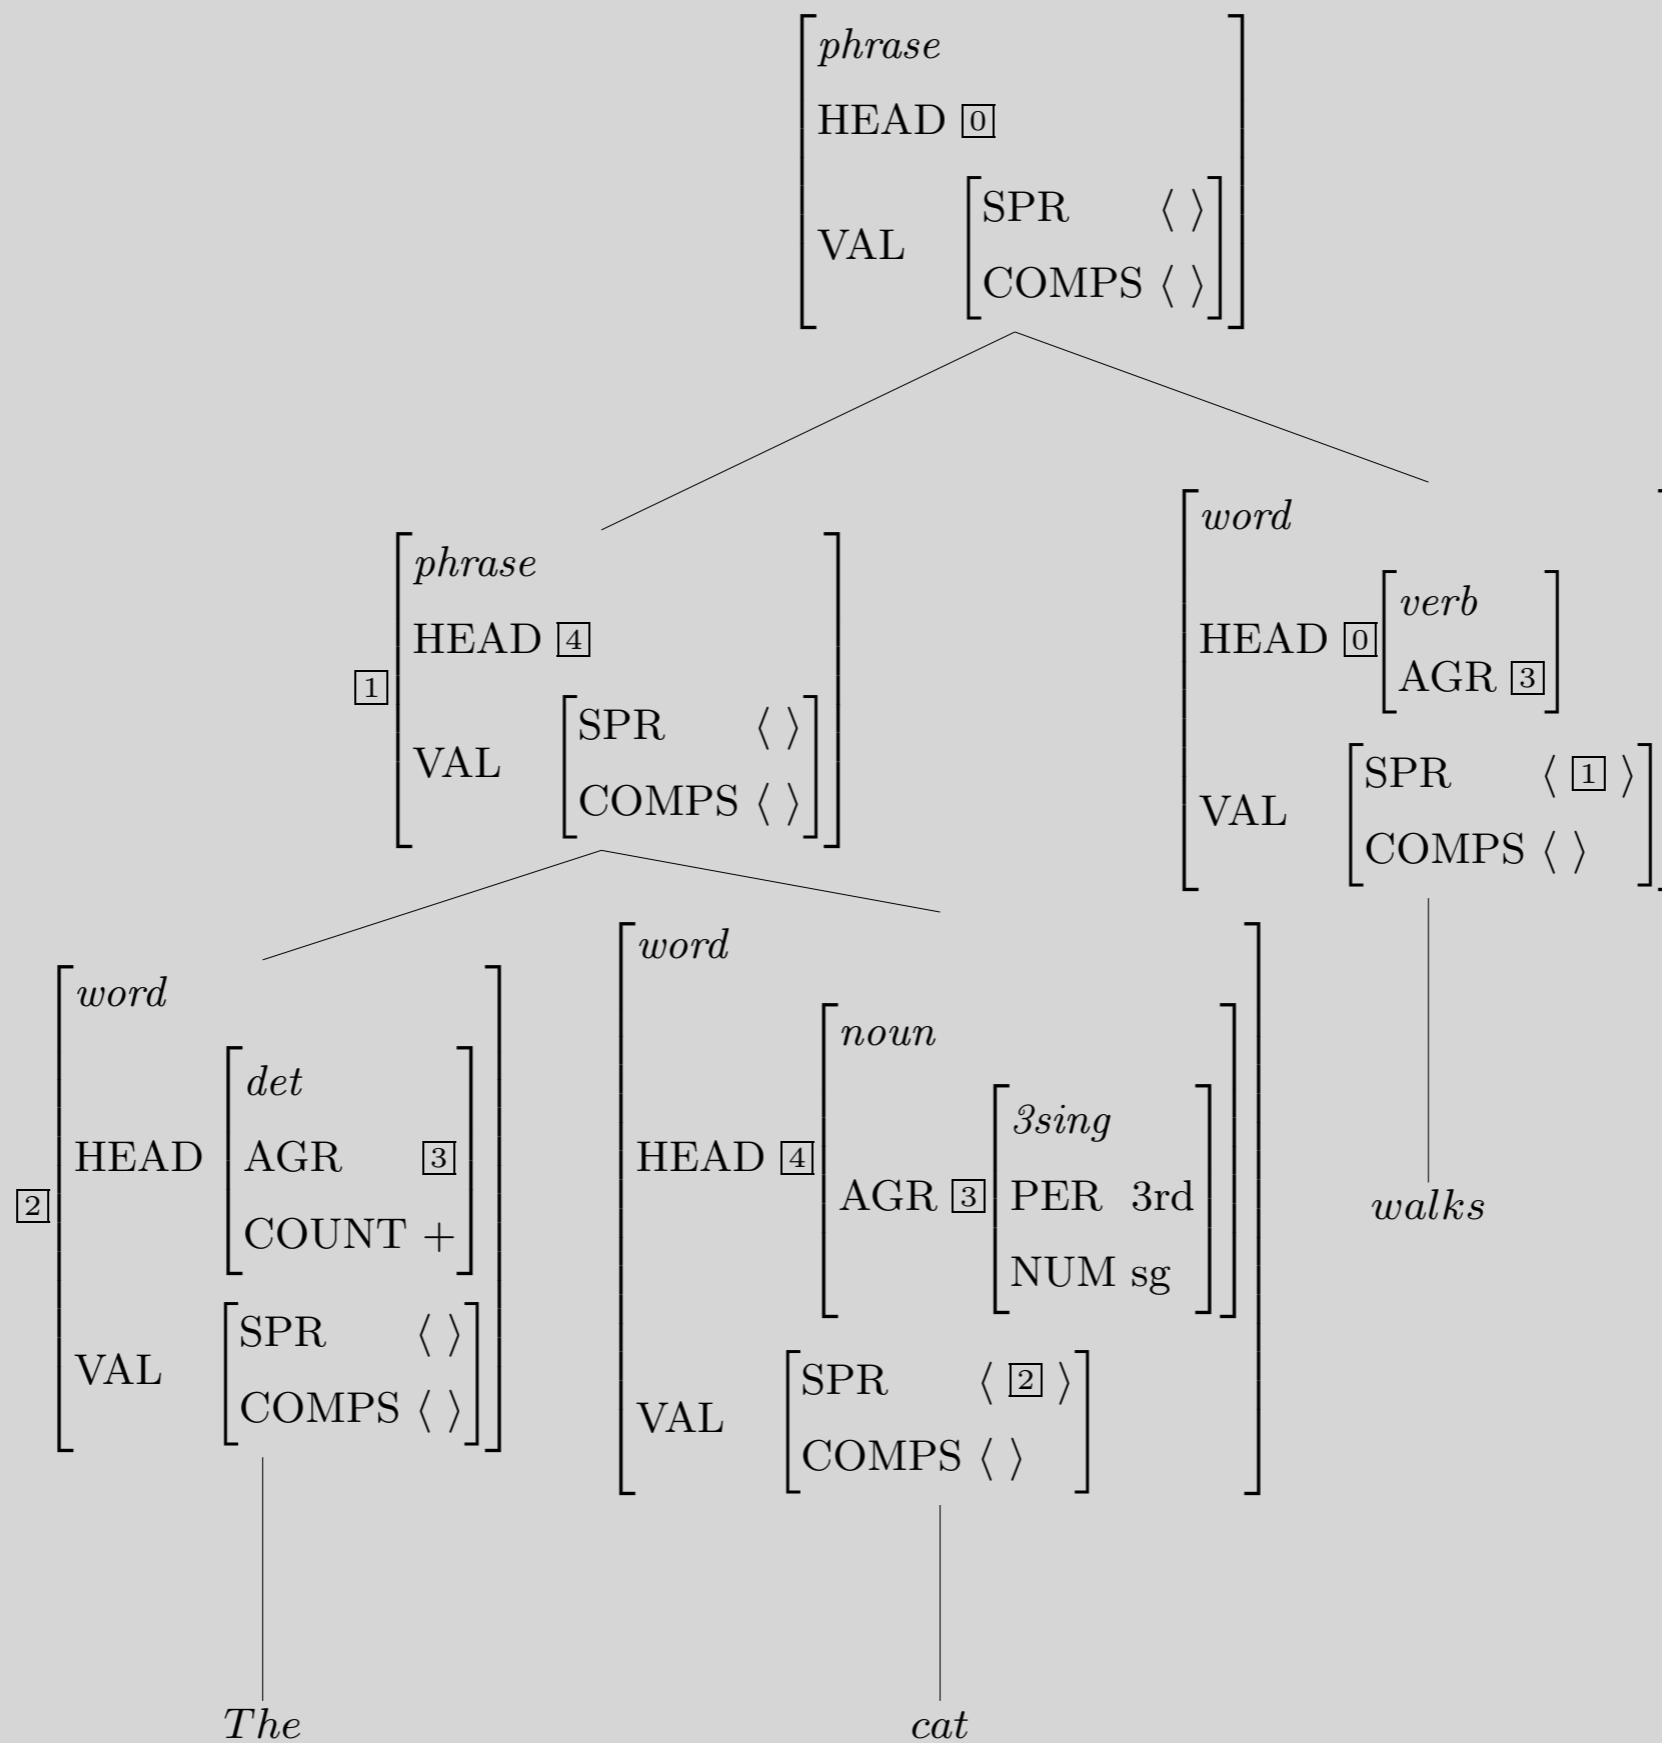 phrase
HEAD 0
VAL SPR ⟨ ⟩
COMPS ⟨ ⟩
1
phrase
HEAD 4
VAL SPR ⟨ ⟩
COMPS ⟨ ⟩
word
HEAD 0 verb
AGR 3
VAL SPR ⟨ 1 ⟩
COMPS ⟨ ⟩
walks
2
word
HEAD det
AGR 3
COUNT +
VAL SPR ⟨ ⟩
COMPS ⟨ ⟩
The
word
HEAD 4 noun
AGR 3 3sing
PER 3rd
NUM sg
VAL SPR ⟨ 2 ⟩
COMPS ⟨ ⟩
cat